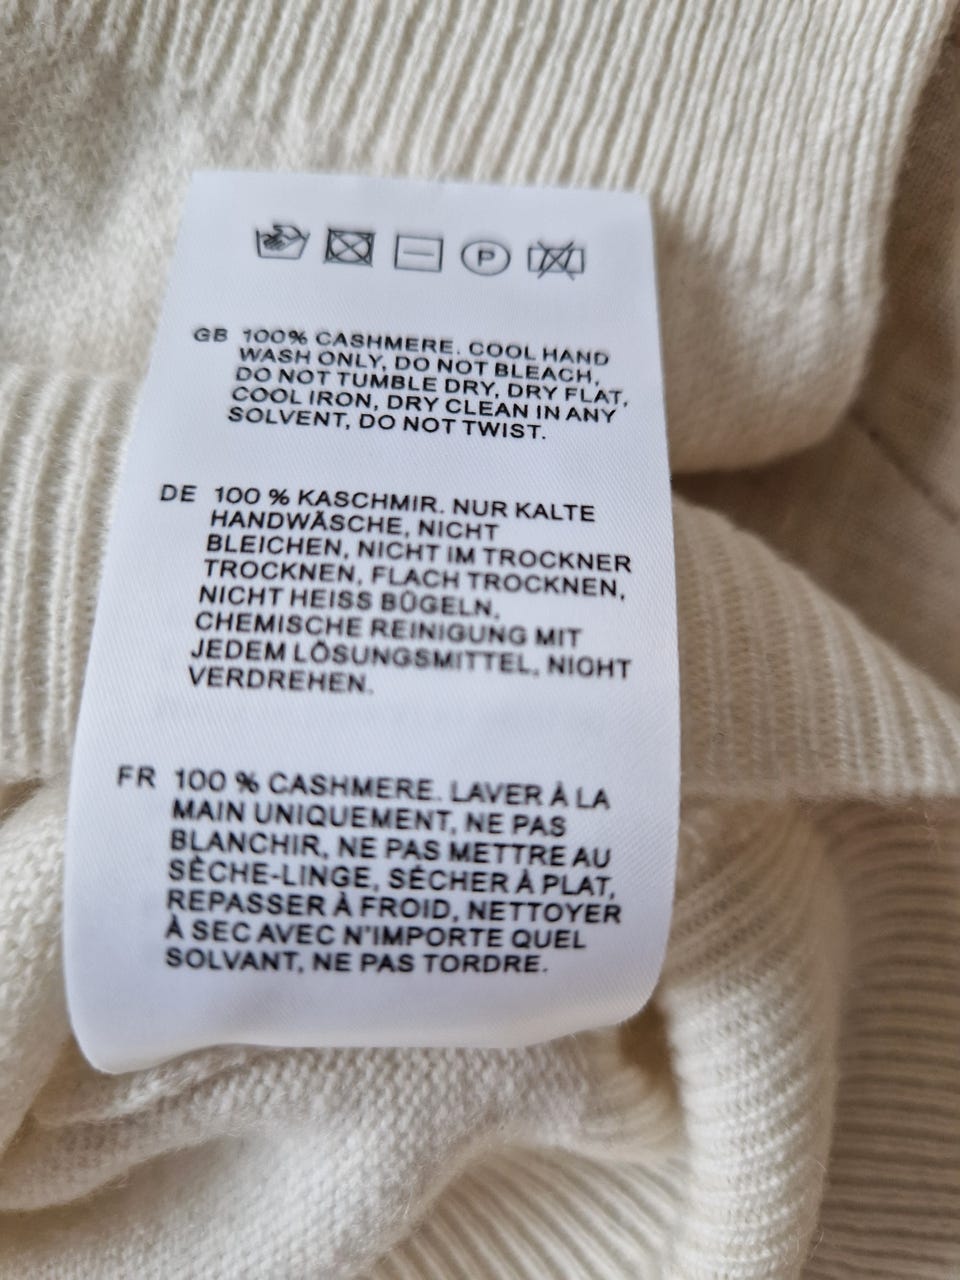 P
GB 100% CASHMERE. COOL HAND
WASH ONLY, DO NOT BLEACH,
DO NOT TUMBLE DRY, DRY FLAT,
COOL IRON, DRY CLEAN IN ANY
SOLVENT, DO NOT TWIST.
DE 100 % KASCHMIR. NUR KALTE
HANDWÄSCHE, NICHT
BLEICHEN, NICHT IM TROCKNER
TROCKNEN, FLACH TROCKNEN,
NICHT HEISS BÜGELN,
CHEMISCHE REINIGUNG MIT
JEDEM LÖSUNGSMITTEL, NIGHT
VERDREHEN.
FR 100 % CASHMERE. LAVER À LA
MAIN UNIQUEMENT, NE PAS
BLANCHIR, NE PAS METTRE AU
SÈCHE-LINGE, SÉCHER À PLAT,
REPASSER À FROID, NETTOYER
À SEC AVEC N'IMPORTE QUEL
SOLVANT, NE PAS TORDRE.